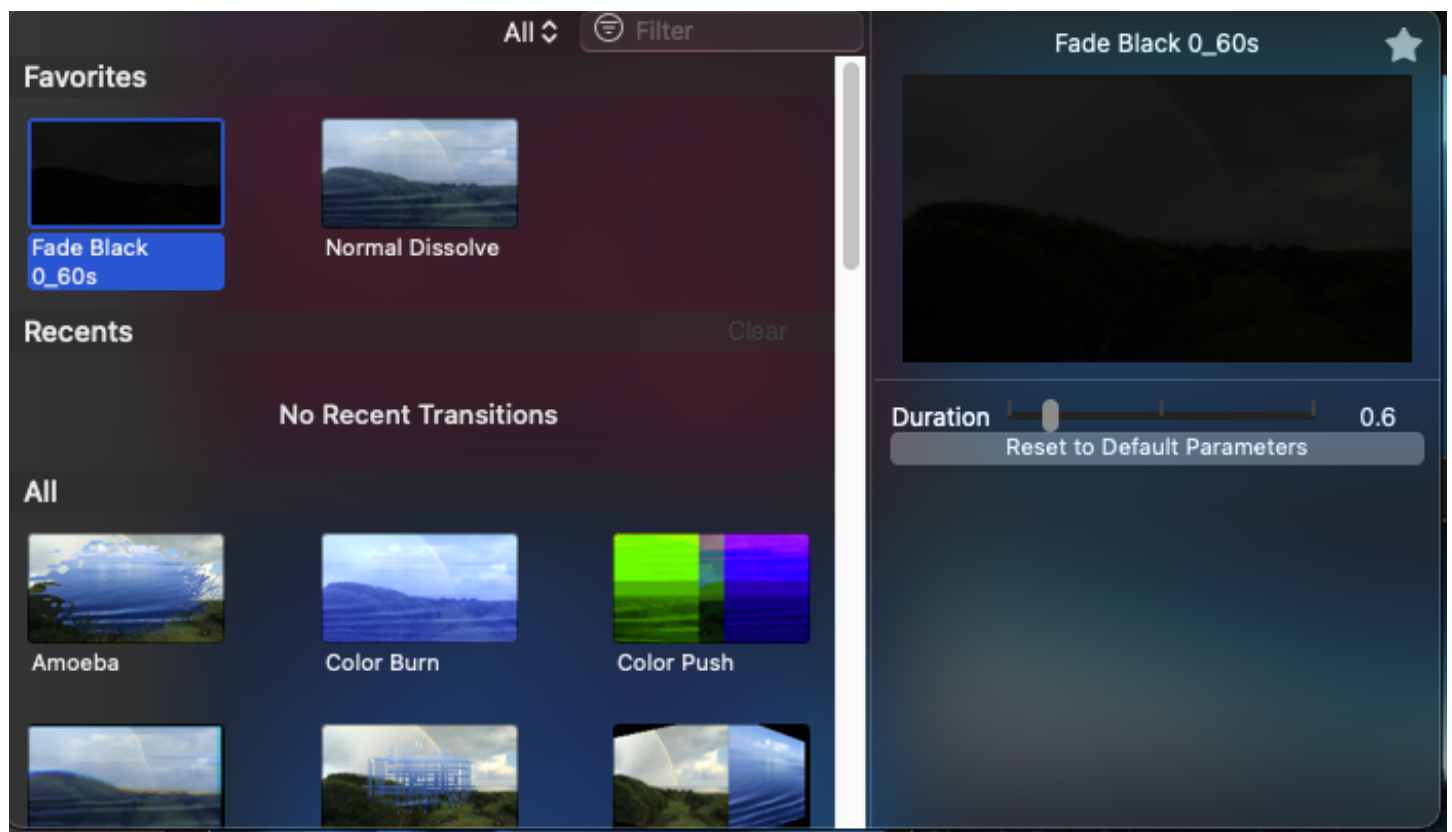 All
Filter
Favorites
Fade Black
0_60s
Normal Dissolve
Recents
Clear
No Recent Transitions
All
Amoeba
Color Burn
Color Push
Fade Black 0_60s
Duration
0.6
Reset to Default Parameters